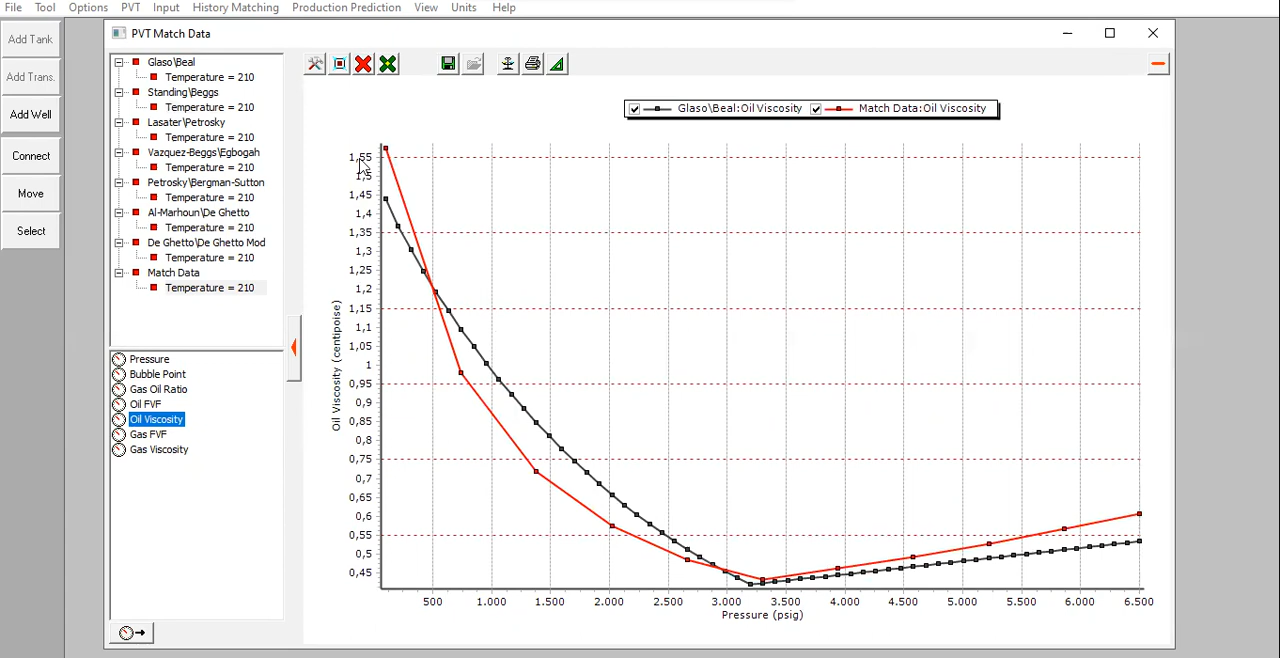 File Tool Options PVT Input History Matching Production Prediction View Units Help
Add Tank
Add Trans.
Add Well
Connect
Move
Select
PVT Match Data
Glaso\Beal
Temperature = 210
Standing\Beggs
Temperature = 210
Lasater\Petrosky
Temperature = 210
Vazquez-Beggs\Egbogah
Temperature = 210
Petrosky\Bergman-Sutton
Temperature = 210
Al-Marhoun\De Ghetto
Temperature = 210
De Ghetto\De Ghetto Mod
Temperature = 210
Match Data
Temperature = 210
Pressure
Bubble Point
Gas Oil Ratio
Oil FVF
Oil Viscosity
Gas FVF
Gas Viscosity
Glaso\Beal:Oil Viscosity Match Data:Oil Viscosity
Oil Viscosity (centipoise)
1,55
1,5
1,45
1,4
1,35
1,3
1,25
1,2
1,15
1,1
1,05
1
0,95
0,9
0,85
0,8
0,75
0,7
0,65
0,6
0,55
0,5
0,45
500 1.000 1.500 2.000 2.500 3.000 3.500 4.000 4.500 5.000 5.500 6.000 6.500
Pressure (psig)